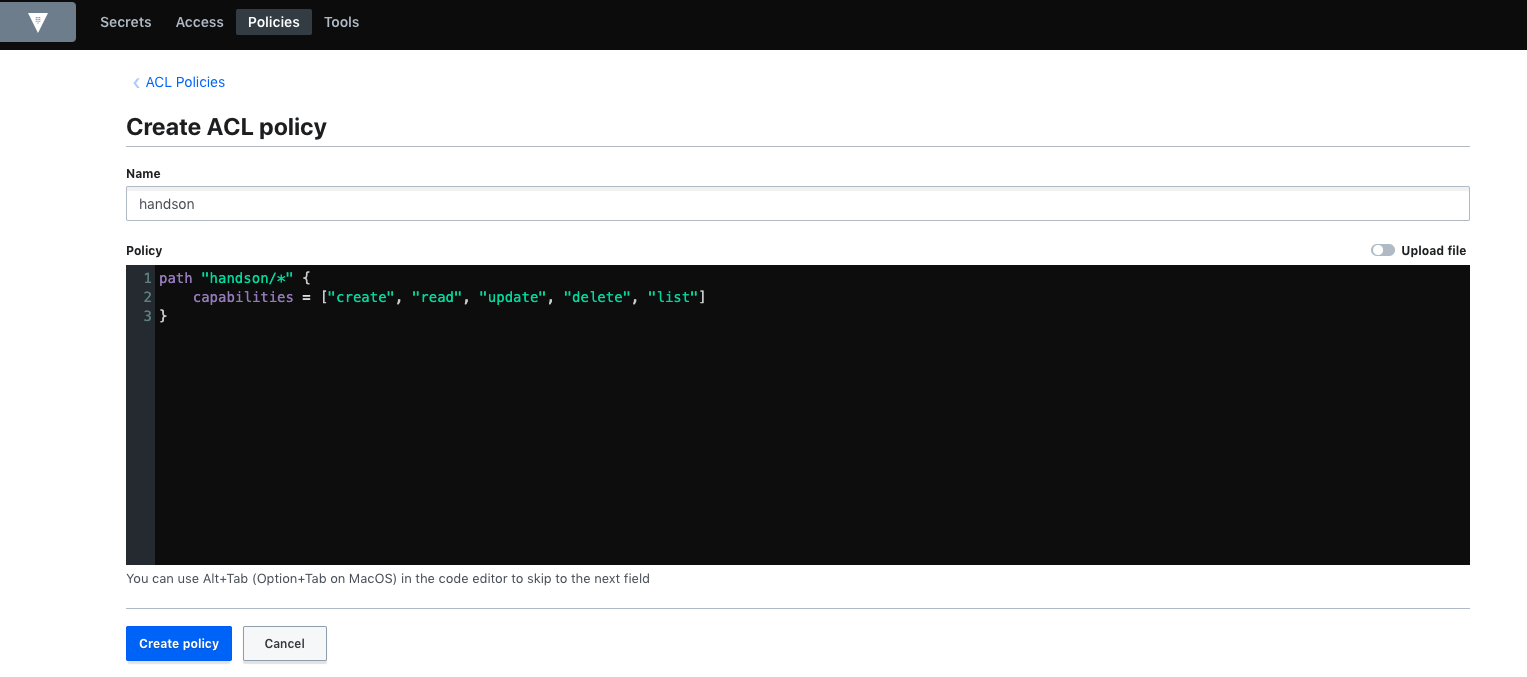 Secrets Access Policies Tools
ACL Policies
Create ACL policy
Name
handson
Policy Upload file
1 path "handson/*" {
2     capabilities = ["create", "read", "update", "delete", "list"]
3 }
You can use Alt+Tab (Option+Tab on MacOS) in the code editor to skip to the next field
Create policy Cancel